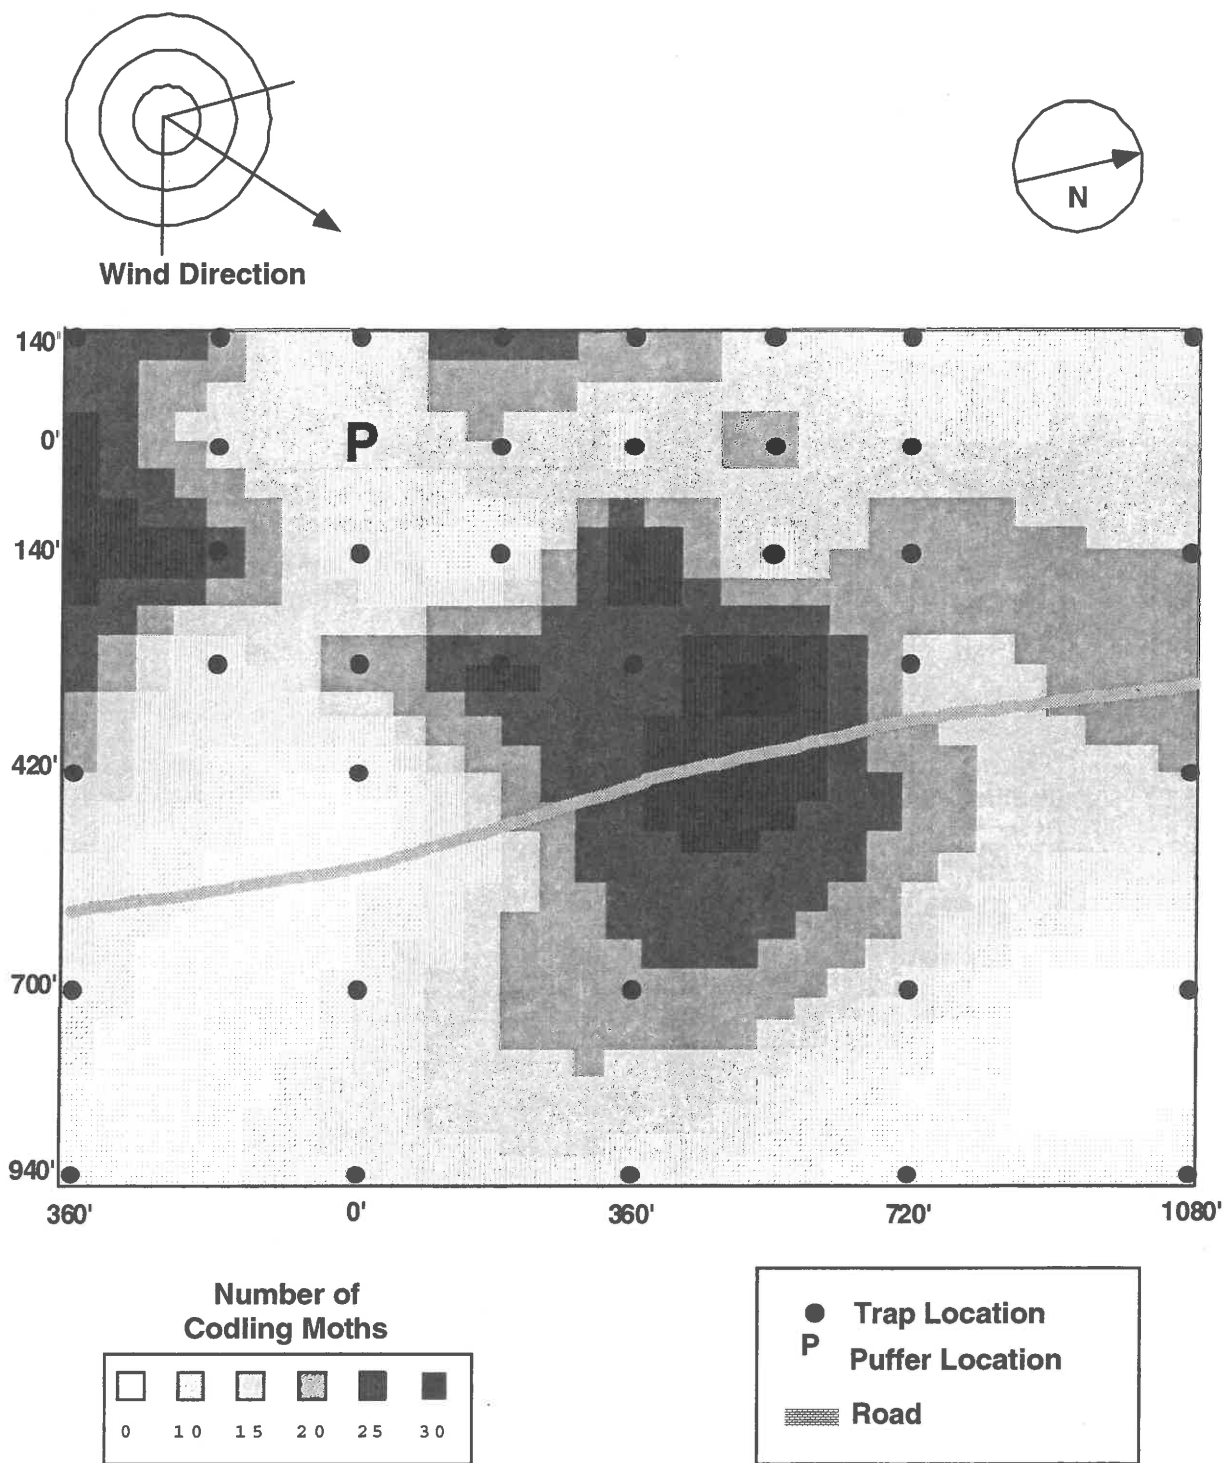 N
Wind Direction
140'
0'
P
140'
420'
700'
940'
360'
0'
360'
720'
1080'
Number of
Codling Moths
0 10 15 20 25 30
Trap Location
P Puffer Location
Road